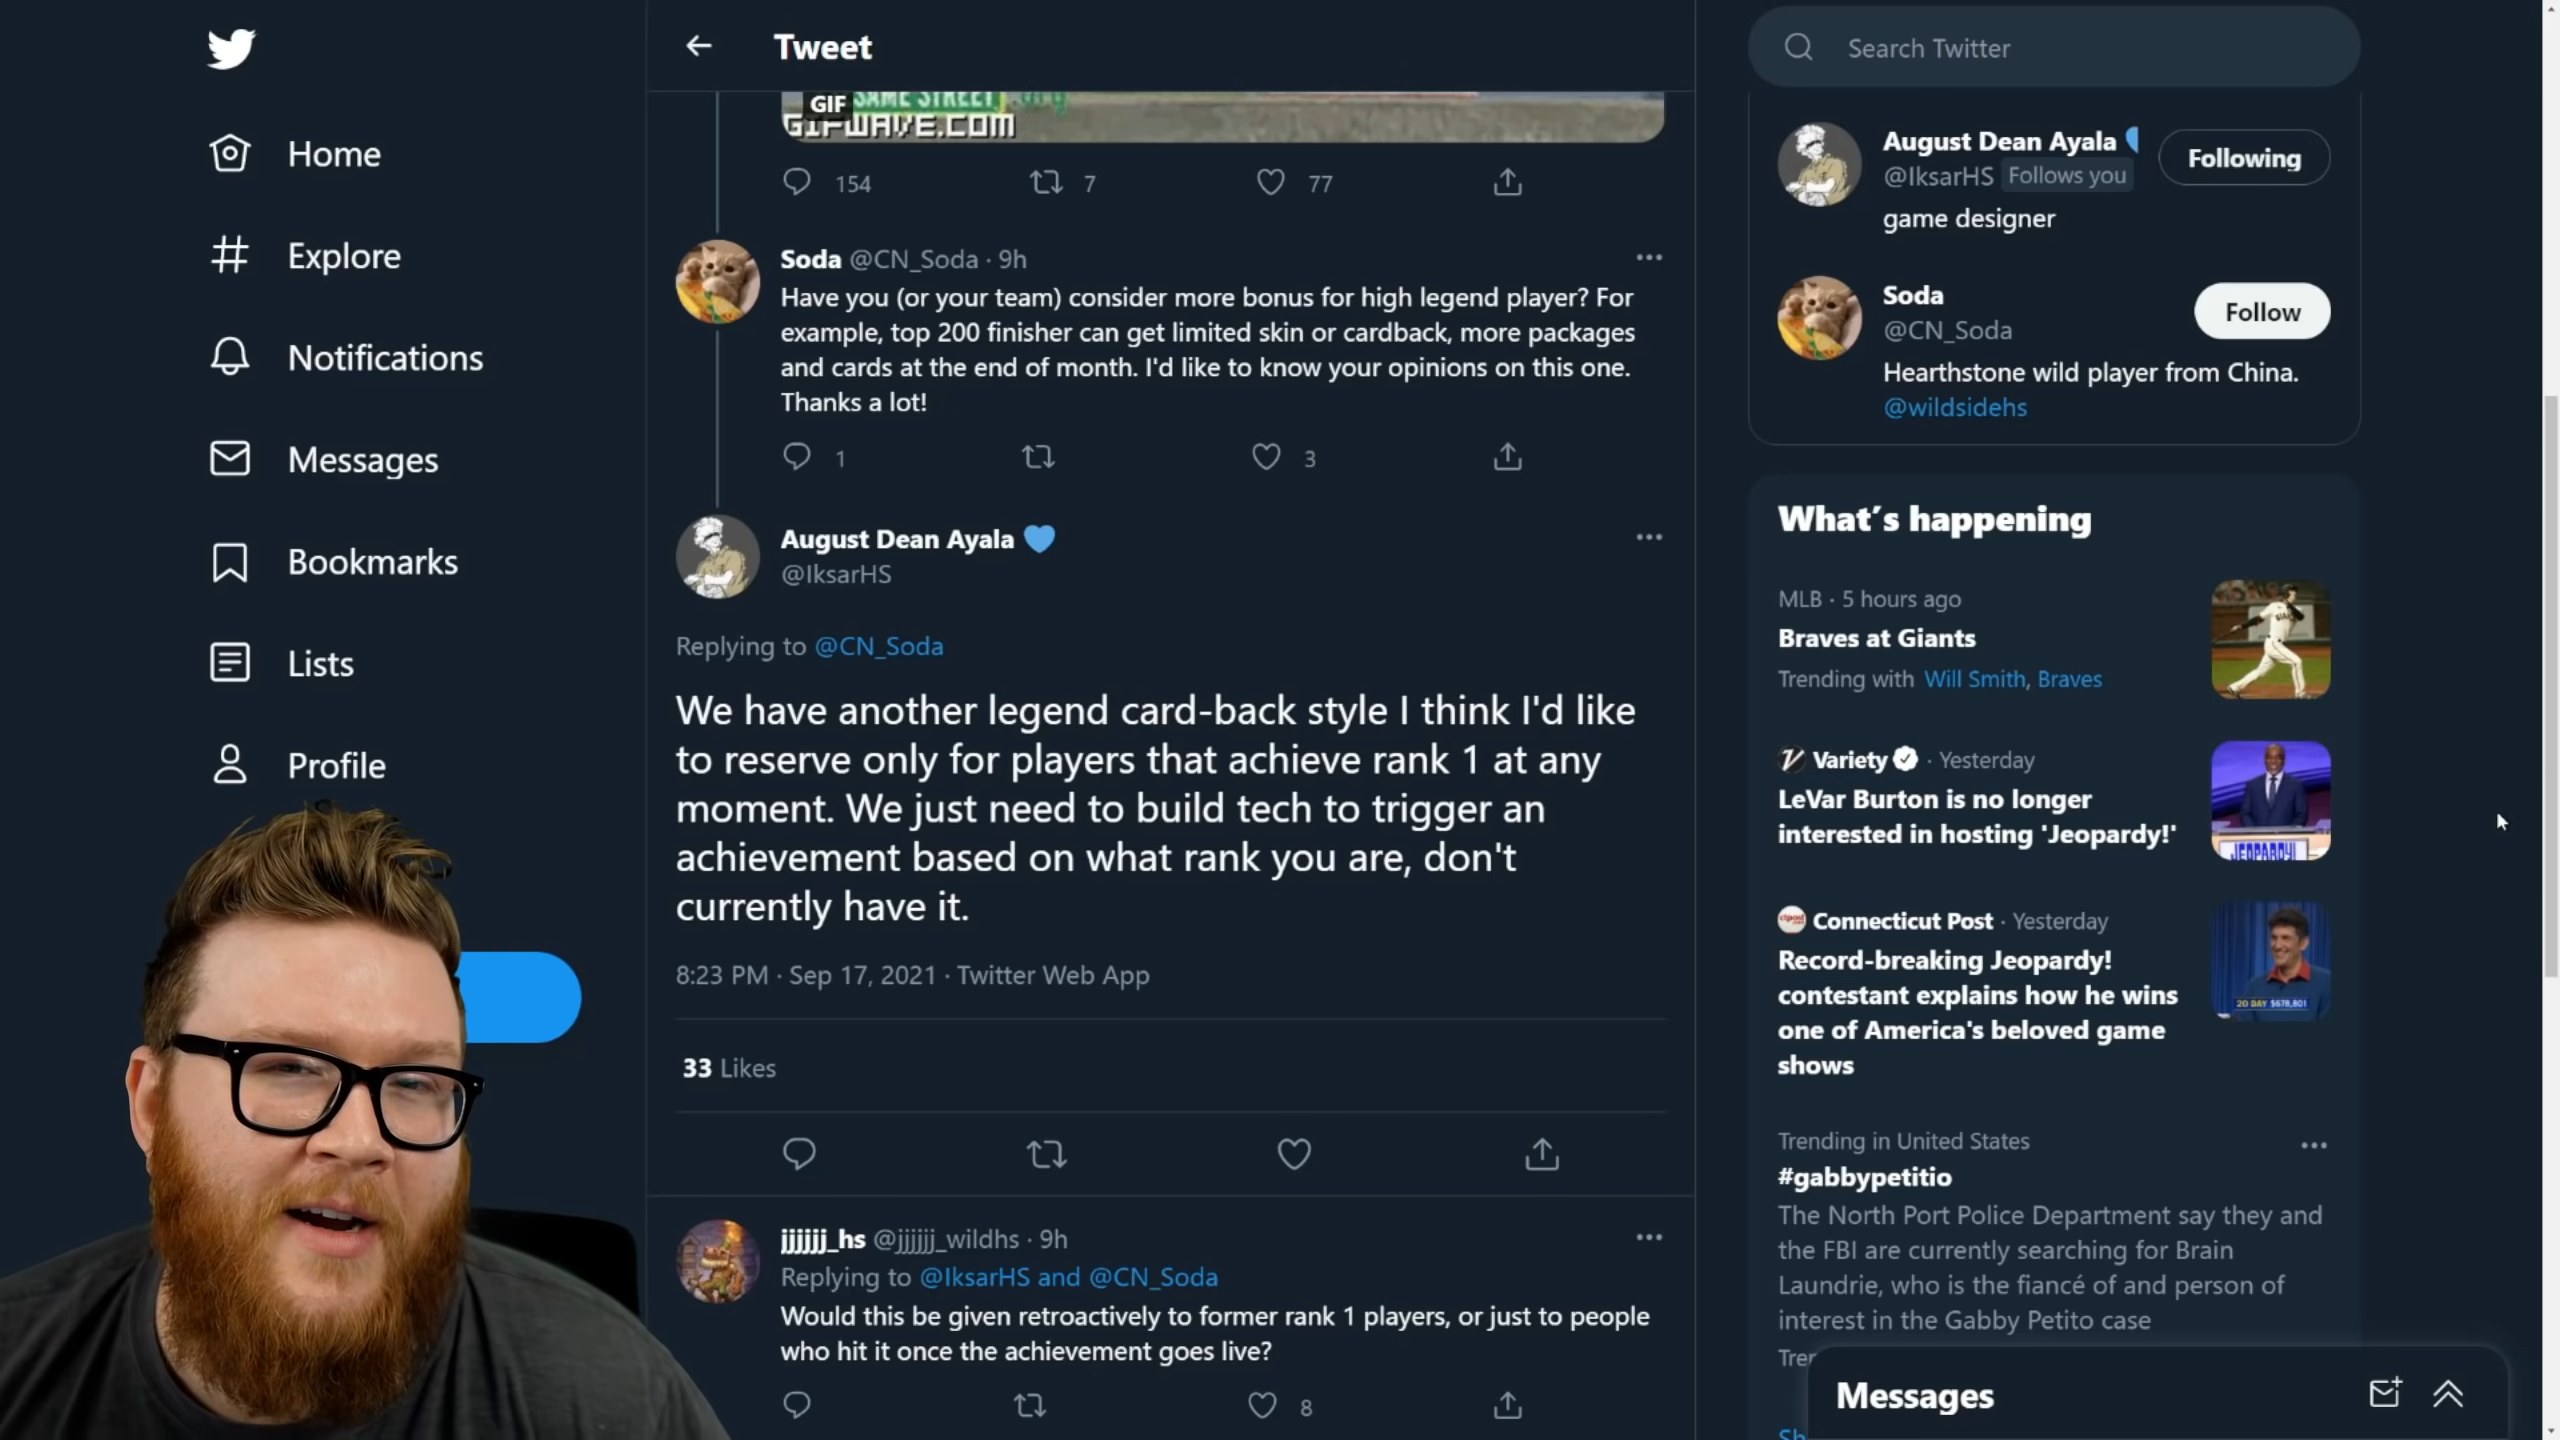 Home
Explore
Notifications
Messages
Bookmarks
Lists
Profile
Tweet
GIF SAME STREET
GIFWAVE.COM
154 7 77
Soda @CN_Soda · 9h
Have you (or your team) consider more bonus for high legend player? For
example, top 200 finisher can get limited skin or cardback, more packages
and cards at the end of month. I'd like to know your opinions on this one.
Thanks a lot!
1 3
August Dean Ayala
@IksarHS
Replying to @CN_Soda
We have another legend card-back style I think I'd like
to reserve only for players that achieve rank 1 at any
moment. We just need to build tech to trigger an
achievement based on what rank you are, don't
currently have it.
8:23 PM · Sep 17, 2021 · Twitter Web App
33 Likes
jjjjjj_hs @jjjjjj_wildhs · 9h
Replying to @IksarHS and @CN_Soda
Would this be given retroactively to former rank 1 players, or just to people
who hit it once the achievement goes live?
8
Search Twitter
August Dean Ayala
Following
@IksarHS Follows you
game designer
Soda
Follow
@CN_Soda
Hearthstone wild player from China.
@wildsidehs
What's happening
MLB · 5 hours ago
Braves at Giants
Trending with Will Smith, Braves
Variety · Yesterday
LeVar Burton is no longer
interested in hosting 'Jeopardy!'
JEOPARDY!
Connecticut Post · Yesterday
Record-breaking Jeopardy!
contestant explains how he wins
one of America's beloved game
shows
20 DAY $678,801
Trending in United States
#gabbypetitio
The North Port Police Department say they and
the FBI are currently searching for Brain
Laundrie, who is the fiancé of and person of
interest in the Gabby Petito case
Messages